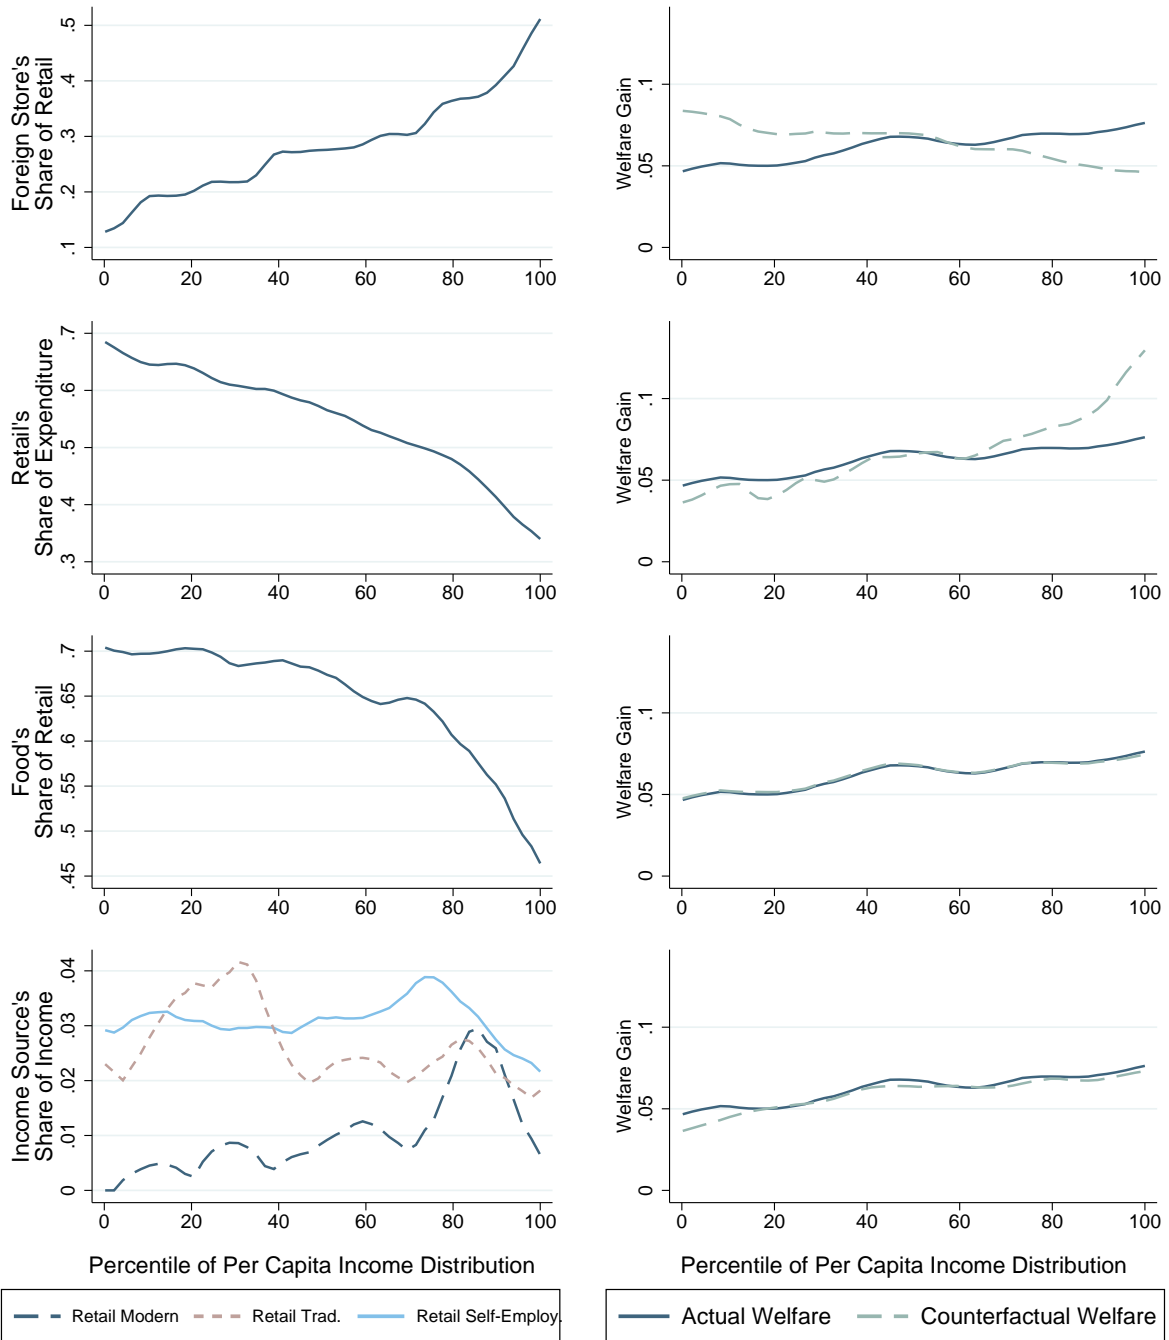 Foreign Store's
Share of Retail
.5
.4
.3
.2
.1
0 20 40 60 80 100
Welfare Gain
.1
.05
0
0 20 40 60 80 100
Retail's
Share of Expenditure
.7
.6
.5
.4
.3
0 20 40 60 80 100
Welfare Gain
.1
.05
0
0 20 40 60 80 100
Food's
Share of Retail
.7
.65
.6
.55
.5
.45
0 20 40 60 80 100
Welfare Gain
.1
.05
0
0 20 40 60 80 100
Income Source's
Share of Income
.04
.03
.02
.01
0
0 20 40 60 80 100
Percentile of Per Capita Income Distribution
Welfare Gain
.1
.05
0
0 20 40 60 80 100
Percentile of Per Capita Income Distribution
Retail Modern Retail Trad. Retail Self-Employ.
Actual Welfare Counterfactual Welfare